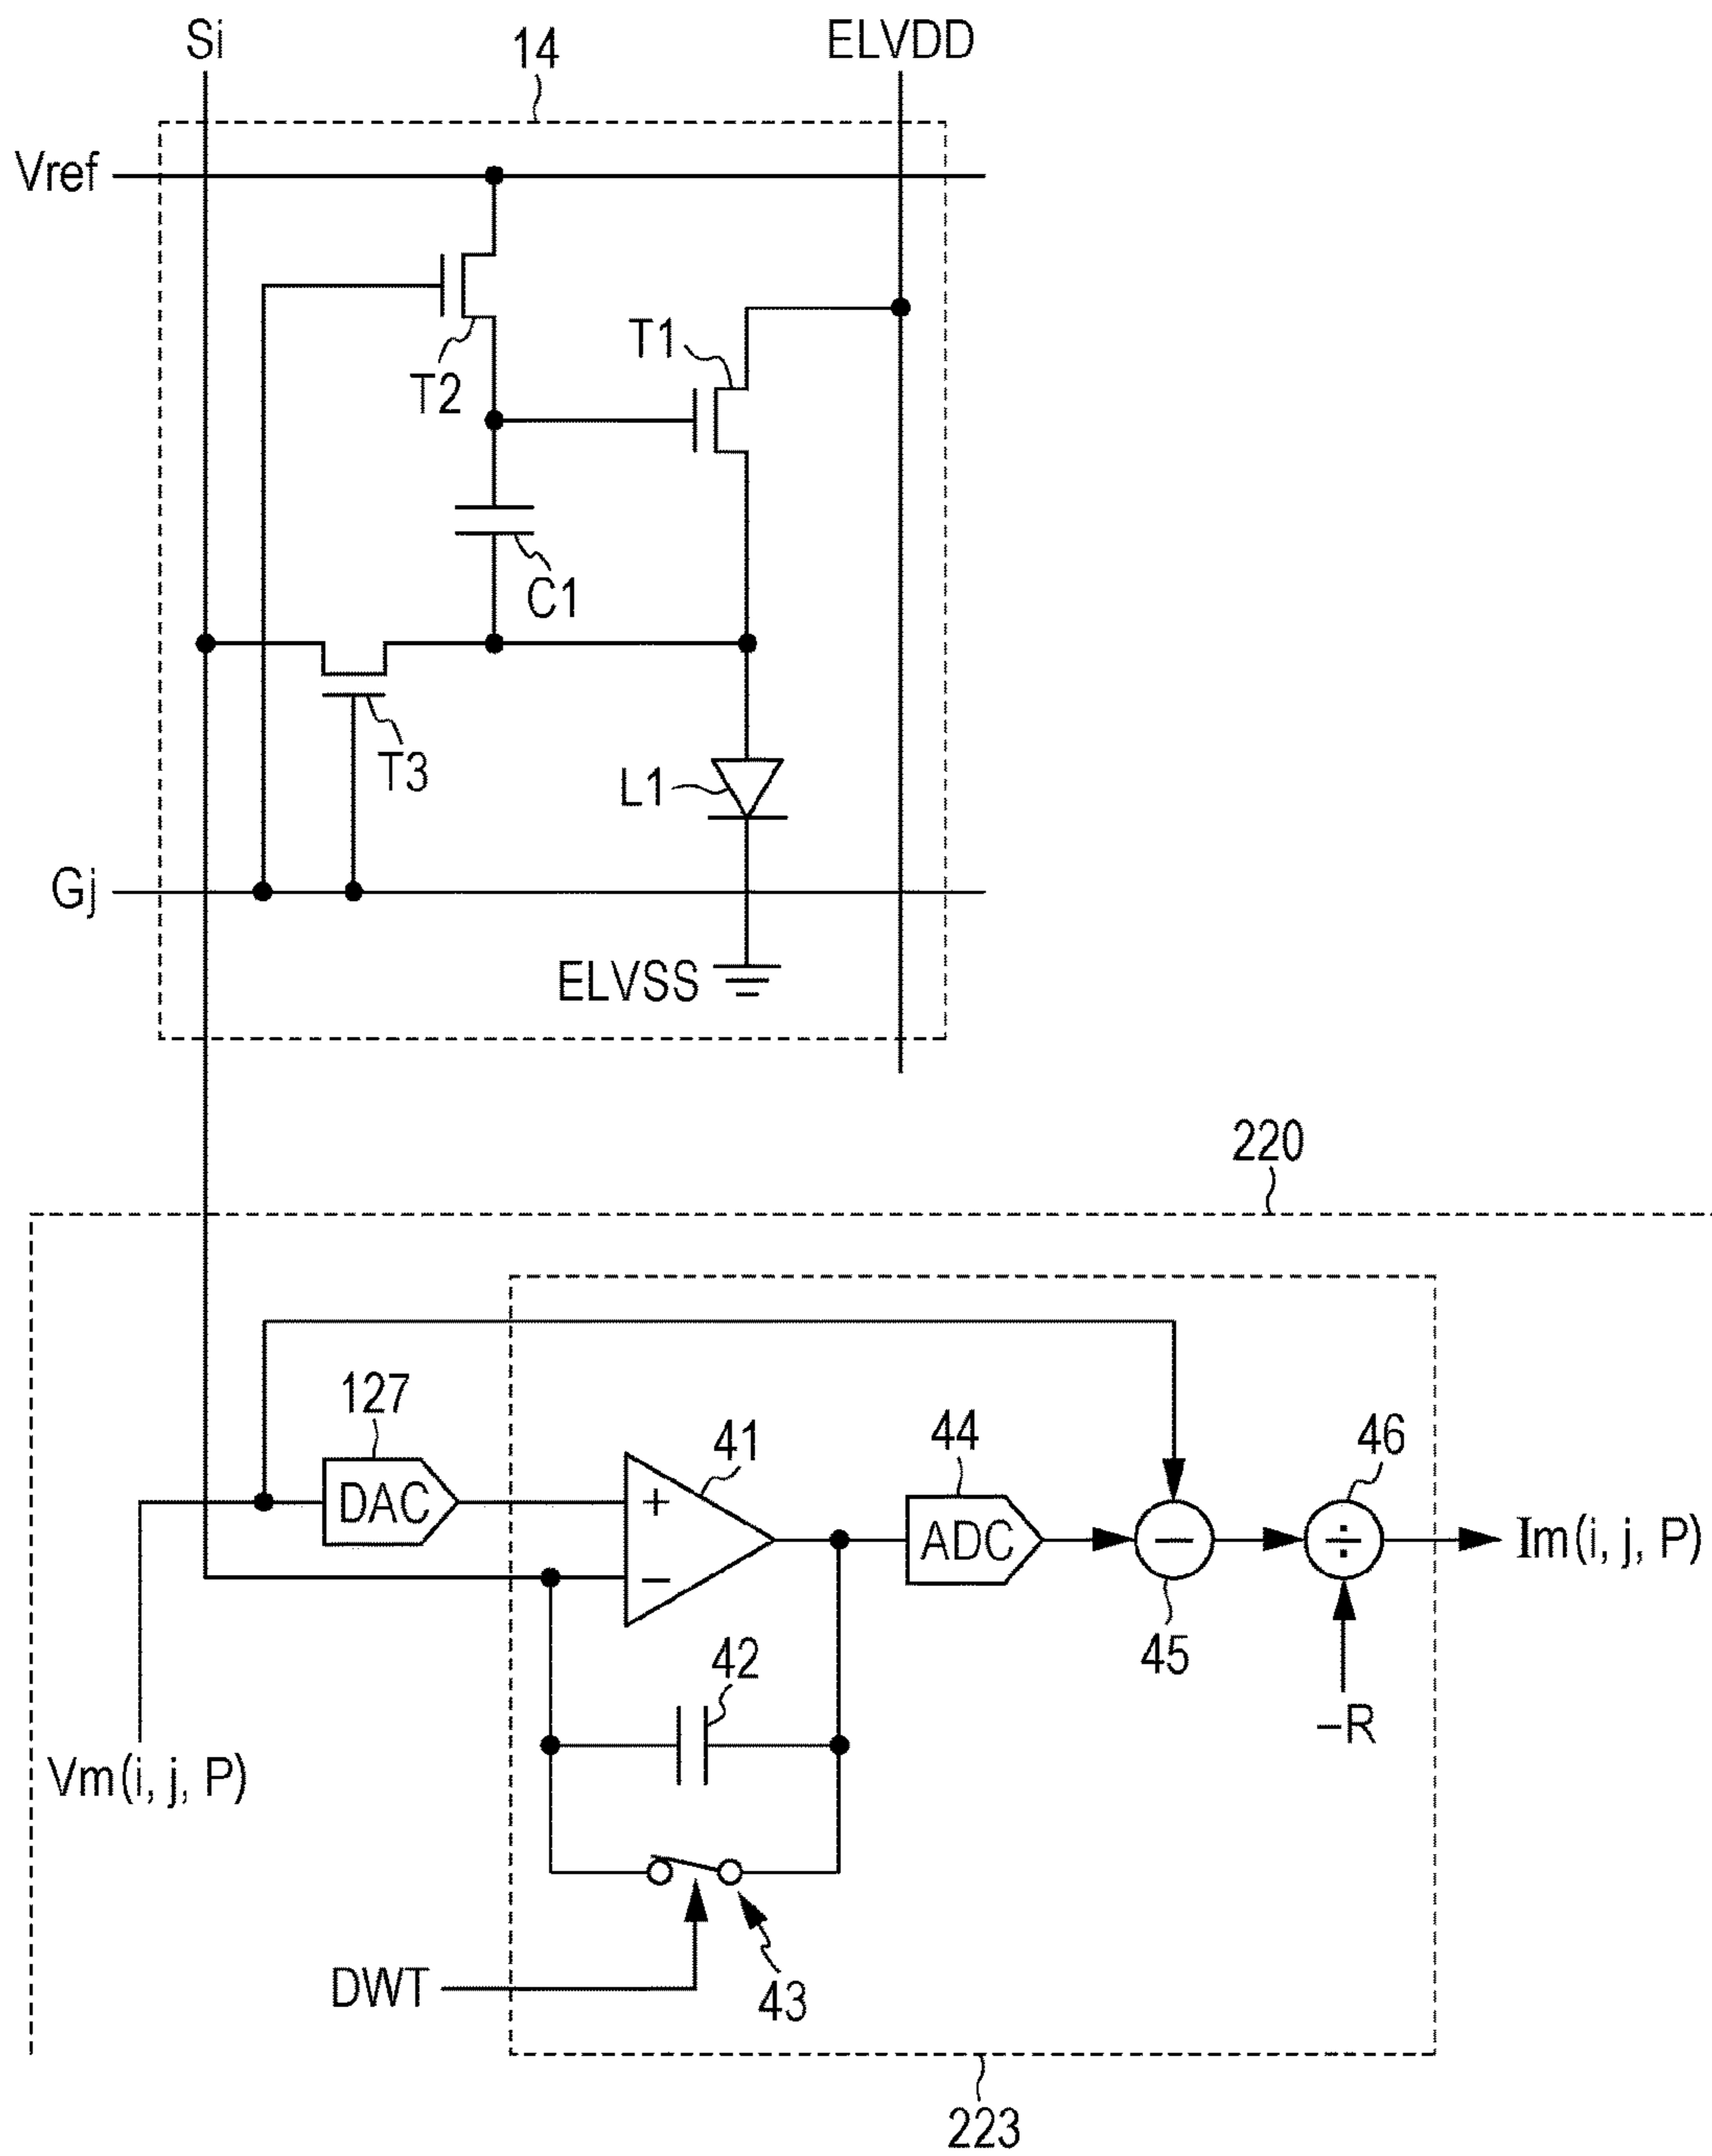 Si
14
ELVDD
Vref
T1
T2
C1
T3
L1
Gj
ELVSS
220
127
DAC
41
+
−
44
ADC
46
−
÷
Im(i, j, P)
45
42
−R
Vm(i, j, P)
DWT
43
223